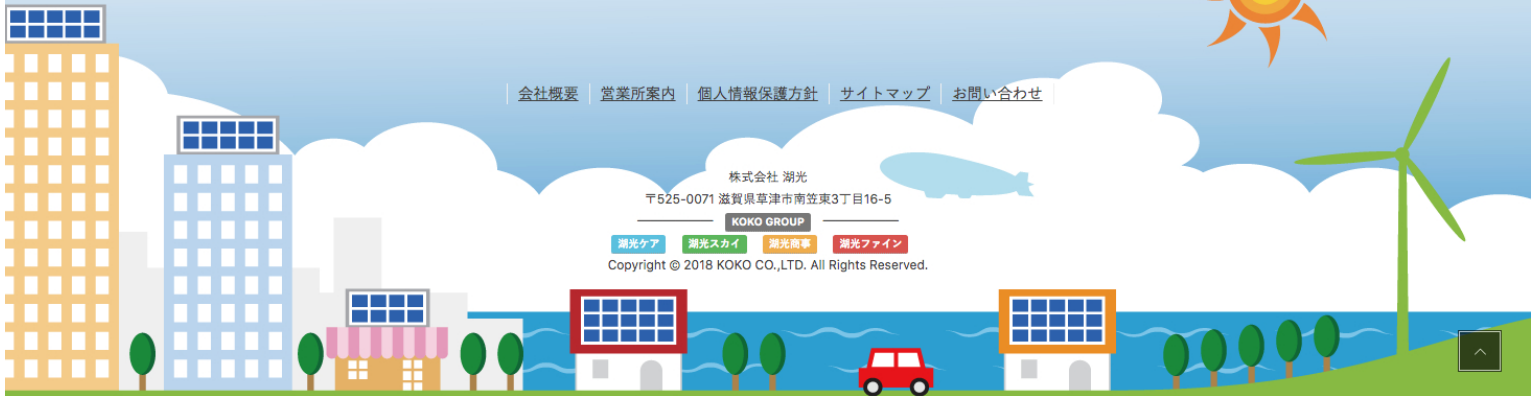 会社概要 営業所案内 個人情報保護方針 サイトマップ お問い合わせ
株式会社 湖光
〒525-0071 滋賀県草津市南笠東3丁目16-5
KOKO GROUP
湖光ケア 湖光スカイ 湖光商事 湖光ファイン
Copyright © 2018 KOKO CO.,LTD. All Rights Reserved.